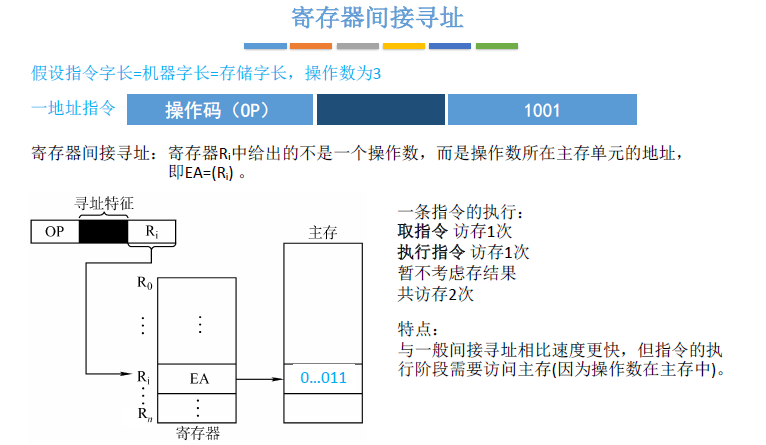 寄存器间接寻址
假设指令字长=机器字长=存储字长，操作数为3
一地址指令 操作码（OP） 1001
寄存器间接寻址：寄存器Ri中给出的不是一个操作数，而是操作数所在主存单元的地址，
即EA=(Ri) 。
寻址特征
OP Ri
主存
R0
⋮ ⋮
Ri EA 0...011
⋮ ⋮
Rn
寄存器
一条指令的执行：
取指令 访存1次
执行指令 访存1次
暂不考虑存结果
共访存2次
特点：
与一般间接寻址相比速度更快，但指令的执
行阶段需要访问主存(因为操作数在主存中)。